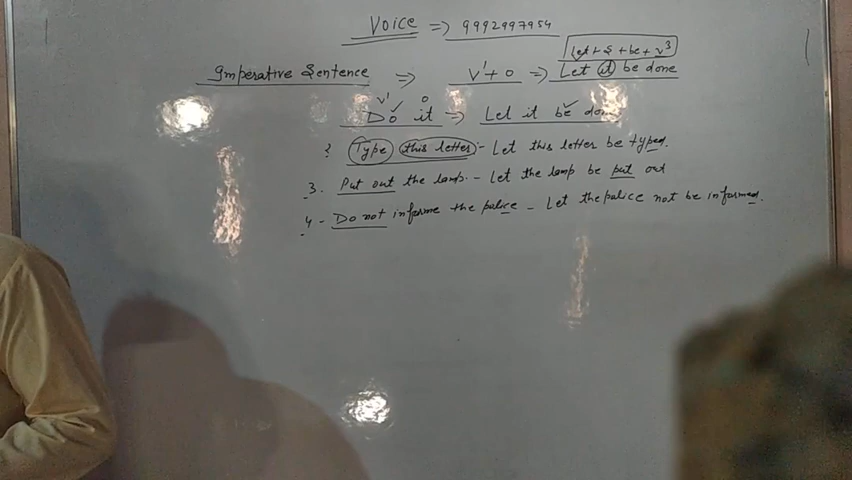 Voice => 9992997954
Let + S + be + v³
Imperative Sentence => V' + O => Let it be done
V' O
Do it => Let it be done
2 Type this letter - Let this letter be typed.
3. Put out the lamp. - Let the lamp be put out
4 - Do not informe the police - Let the police not be informed.